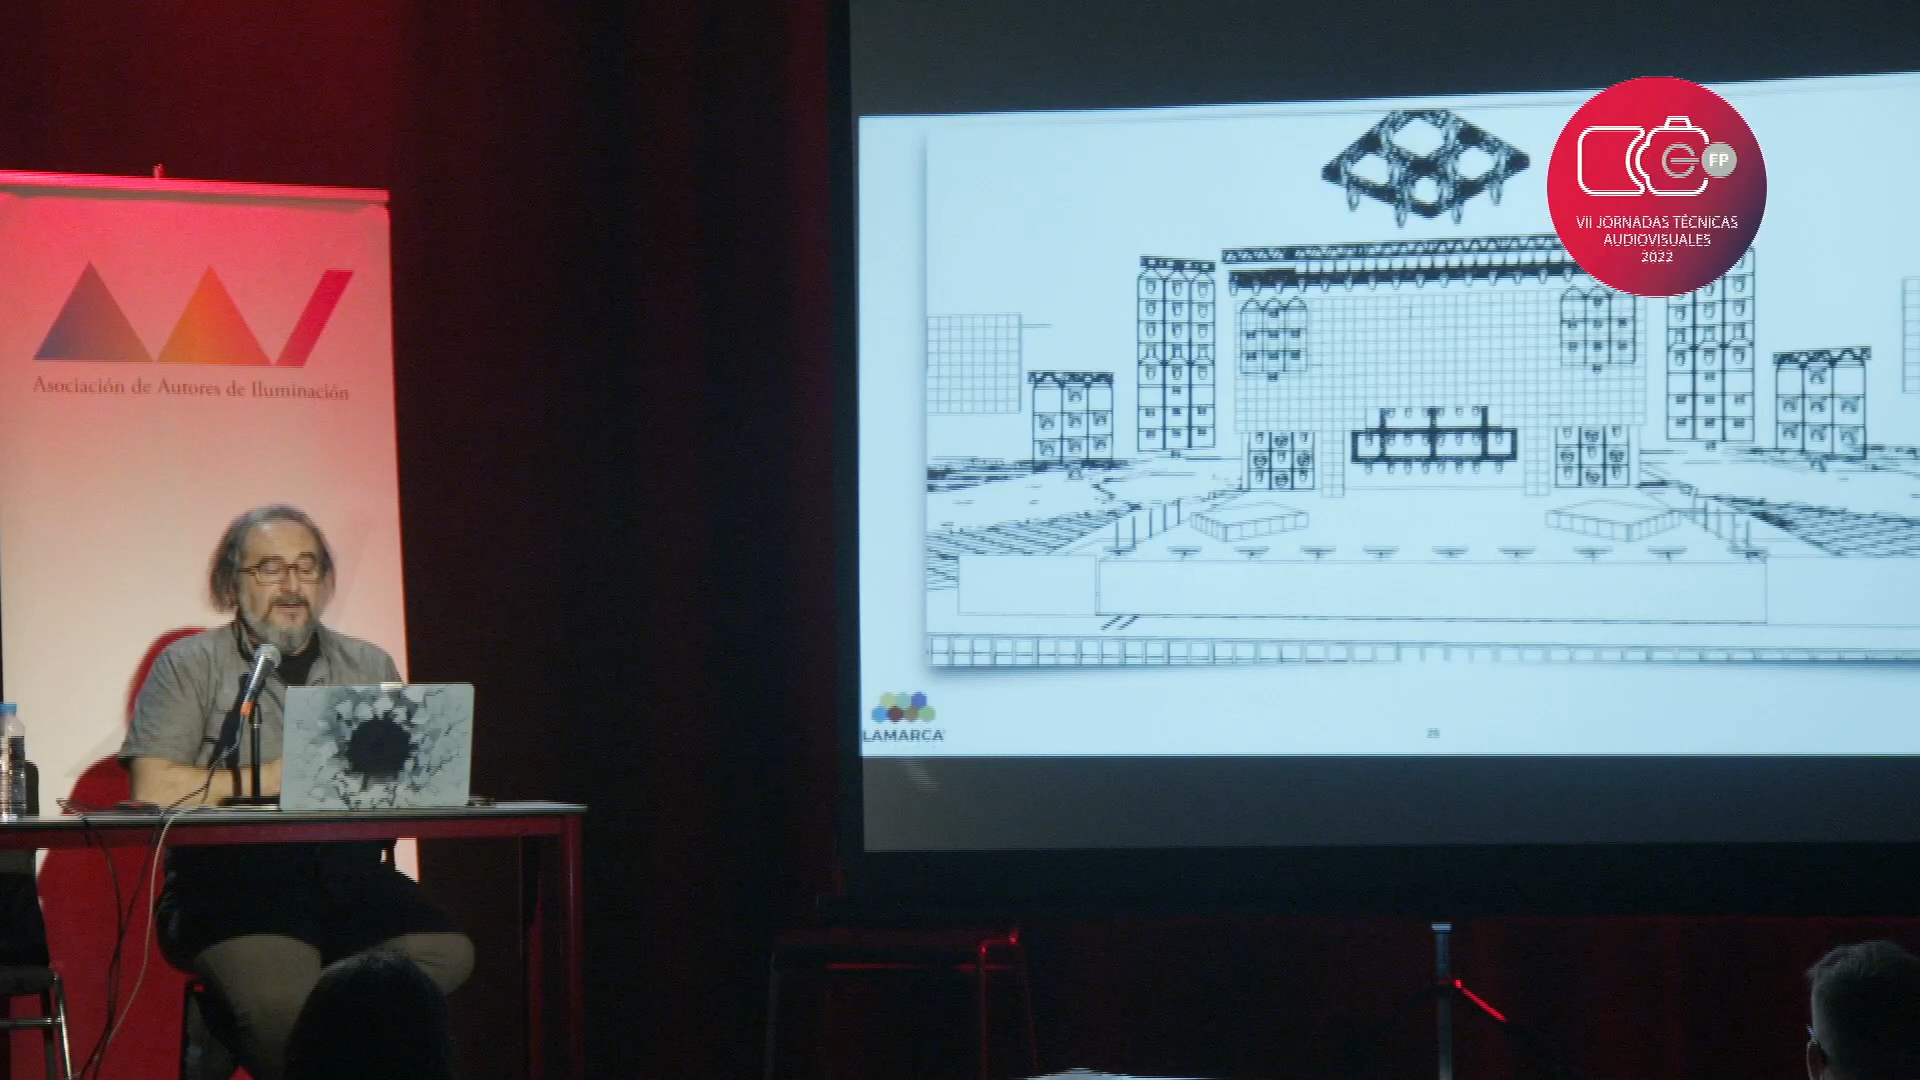 Asociación de Autores de Iluminación
FP
VII JORNADAS TÉCNICAS
AUDIOVISUALES
2022
LAMARCA